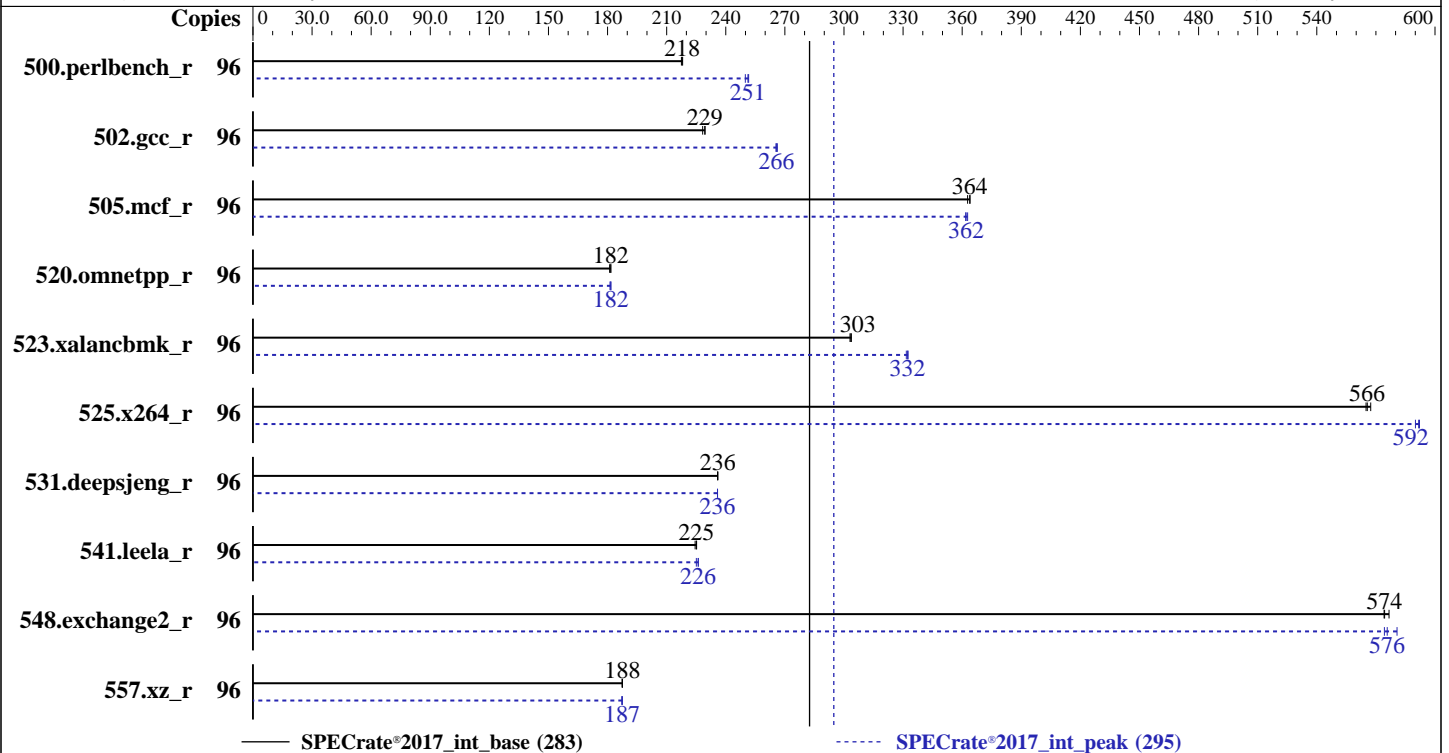 Copies 0 30.0 60.0 90.0 120 150 180 210 240 270 300 330 360 390 420 450 480 510 540 600
500.perlbench_r 96 218
251
502.gcc_r 96 229
266
505.mcf_r 96 364
362
520.omnetpp_r 96 182
182
523.xalancbmk_r 96 303
332
525.x264_r 96 566
592
531.deepsjeng_r 96 236
236
541.leela_r 96 225
226
548.exchange2_r 96 574
576
557.xz_r 96 188
187
SPECrate®2017_int_base (283) SPECrate®2017_int_peak (295)